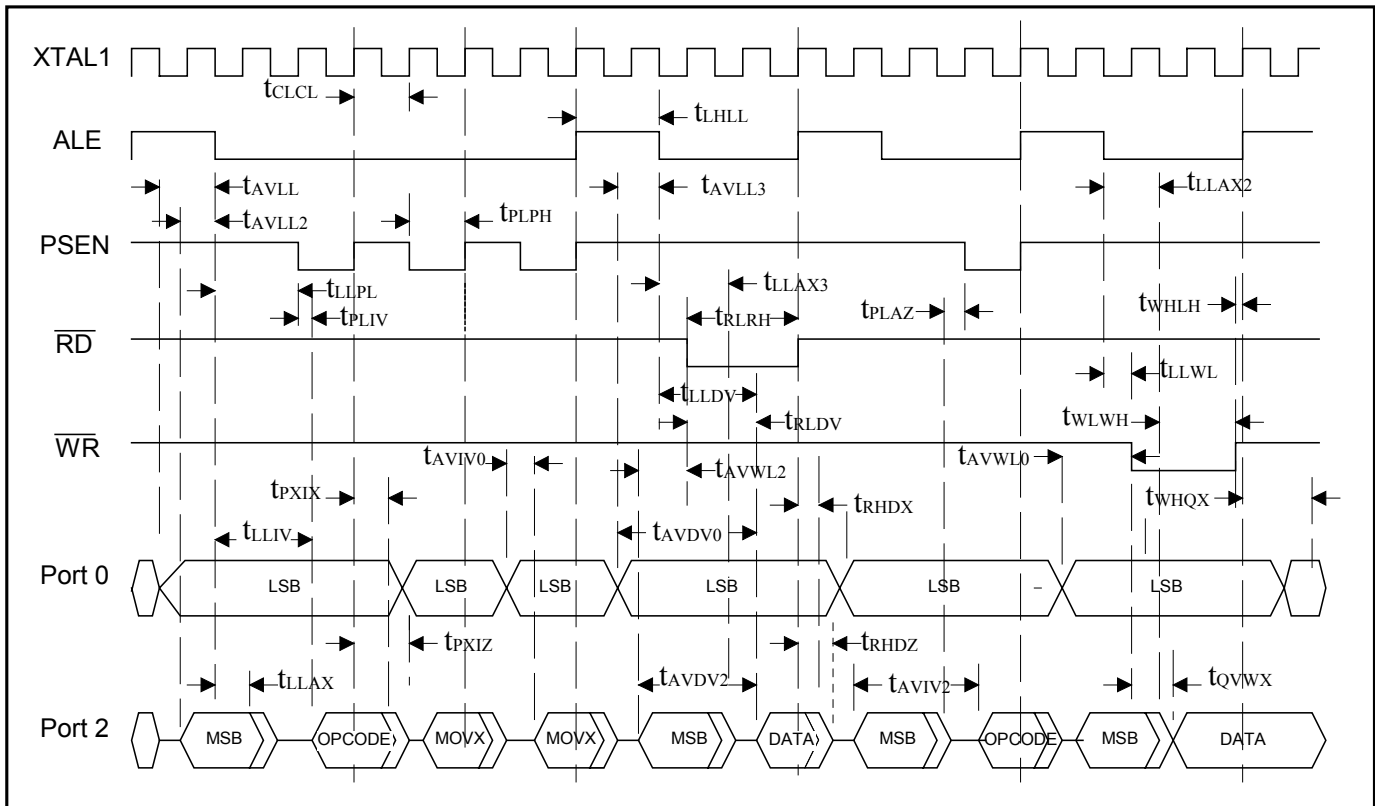 XTAL1
tCLCL
tLHLL
ALE
tAVLL
tAVLL3
tLLAX2
tAVLL2
tPLPH
PSEN
tLLPL
tLLAX3
tWHLH
tPLIV
tRLRH
tPLAZ
RD
tLLWL
tLLDV
tRLDV
tWLWH
WR
tAVIV0
tAVWL2
tAVWL0
tPXIX
tRHDX
tWHQX
tLLIV
tAVDV0
Port 0
LSB LSB LSB LSB LSB LSB
tPXIZ
tRHDZ
tLLAX
tAVDV2
tAVIV2
tQVWX
Port 2
MSB OPCODE MOVX MOVX MSB DATA MSB OPCODE MSB DATA